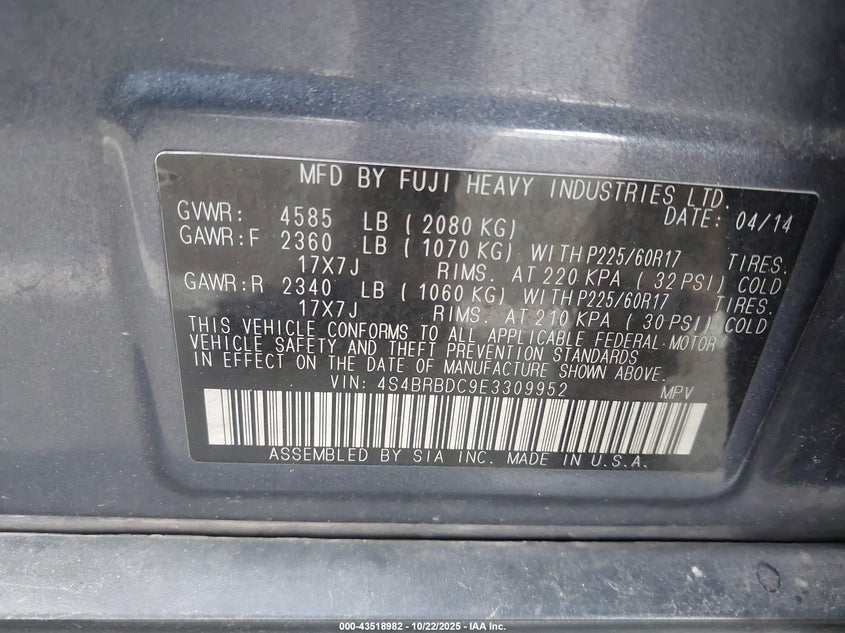 MFD BY FUJI HEAVY INDUSTRIES LTD.
DATE: 04/14
GVWR: 4585 LB ( 2080 KG)
GAWR:F 2360 LB ( 1070 KG) WITH P225/60R17 TIRES.
17X7J RIMS. AT 220 KPA ( 32 PSI) COLD
GAWR:R 2340 LB ( 1060 KG) WITH P225/60R17 TIRES.
17X7J RIMS. AT 210 KPA ( 30 PSI) COLD
THIS VEHICLE CONFORMS TO ALL APPLICABLE FEDERAL MOTOR
VEHICLE SAFETY AND THEFT PREVENTION STANDARDS
IN EFFECT ON THE DATE OF MANUFACTURE SHOWN ABOVE.
VIN: 4S4BRBDC9E3309952 MPV
ASSEMBLED BY SIA INC. MADE IN U.S.A.
000-43518982 - 10/22/2025 - IAA Inc.